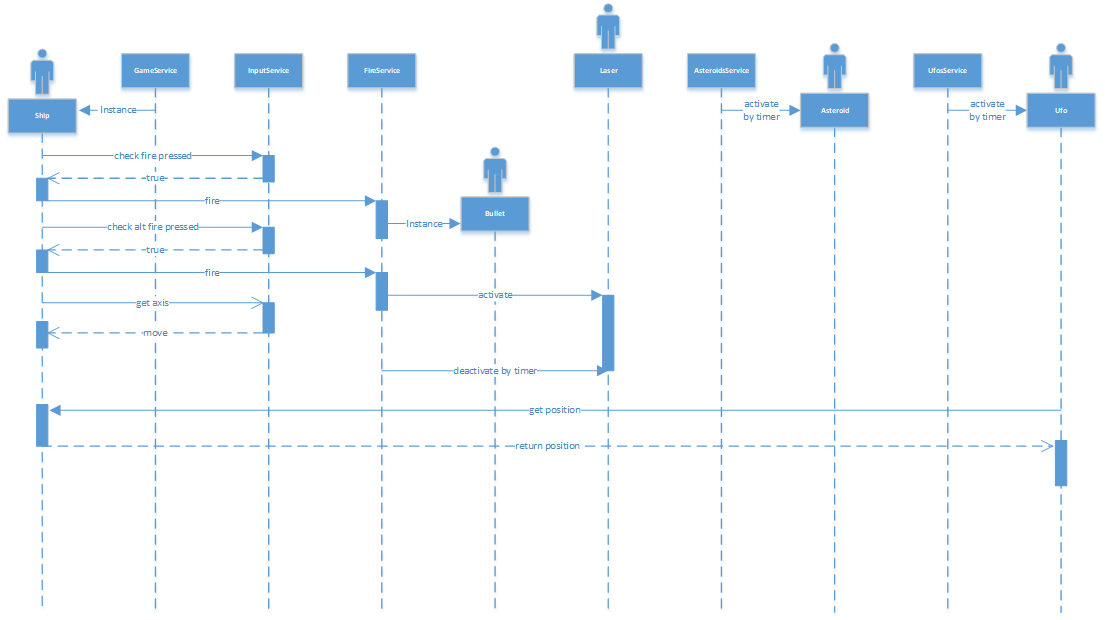 GameService
InputService
FireService
Laser
AsteroidsService
UfosService
Ship
Instance
activate
by timer
Asteroid
activate
by timer
Ufo
check fire pressed
true
fire
Bullet
Instance
check alt fire pressed
true
fire
activate
get axis
move
deactivate by timer
get position
return position